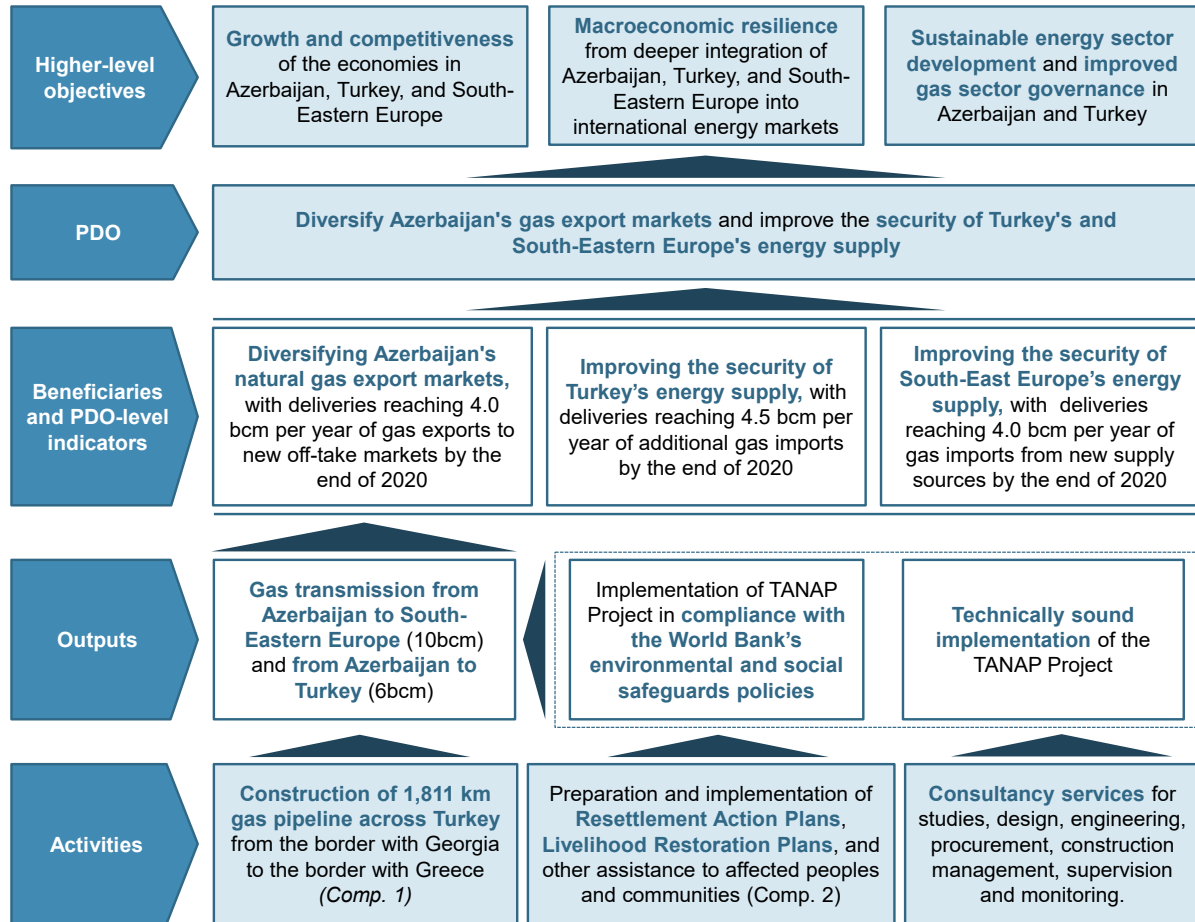 Higher-level
objectives
Growth and competitiveness
of the economies in
Azerbaijan, Turkey, and South-
Eastern Europe
Macroeconomic resilience
from deeper integration of
Azerbaijan, Turkey, and South-
Eastern Europe into
international energy markets
Sustainable energy sector
development and improved
gas sector governance in
Azerbaijan and Turkey
PDO
Diversify Azerbaijan's gas export markets and improve the security of Turkey's and
South-Eastern Europe's energy supply
Beneficiaries
and PDO-level
indicators
Diversifying Azerbaijan's
natural gas export markets,
with deliveries reaching 4.0
bcm per year of gas exports to
new off-take markets by the
end of 2020
Improving the security of
Turkey’s energy supply, with
deliveries reaching 4.5 bcm per
year of additional gas imports
by the end of 2020
Improving the security of
South-East Europe’s energy
supply, with deliveries
reaching 4.0 bcm per year of
gas imports from new supply
sources by the end of 2020
Outputs
Gas transmission from
Azerbaijan to South-
Eastern Europe (10bcm)
and from Azerbaijan to
Turkey (6bcm)
Implementation of TANAP
Project in compliance with
the World Bank’s
environmental and social
safeguards policies
Technically sound
implementation of the
TANAP Project
Activities
Construction of 1,811 km
gas pipeline across Turkey
from the border with Georgia
to the border with Greece
(Comp. 1)
Preparation and implementation of
Resettlement Action Plans,
Livelihood Restoration Plans, and
other assistance to affected peoples
and communities (Comp. 2)
Consultancy services for
studies, design, engineering,
procurement, construction
management, supervision
and monitoring.